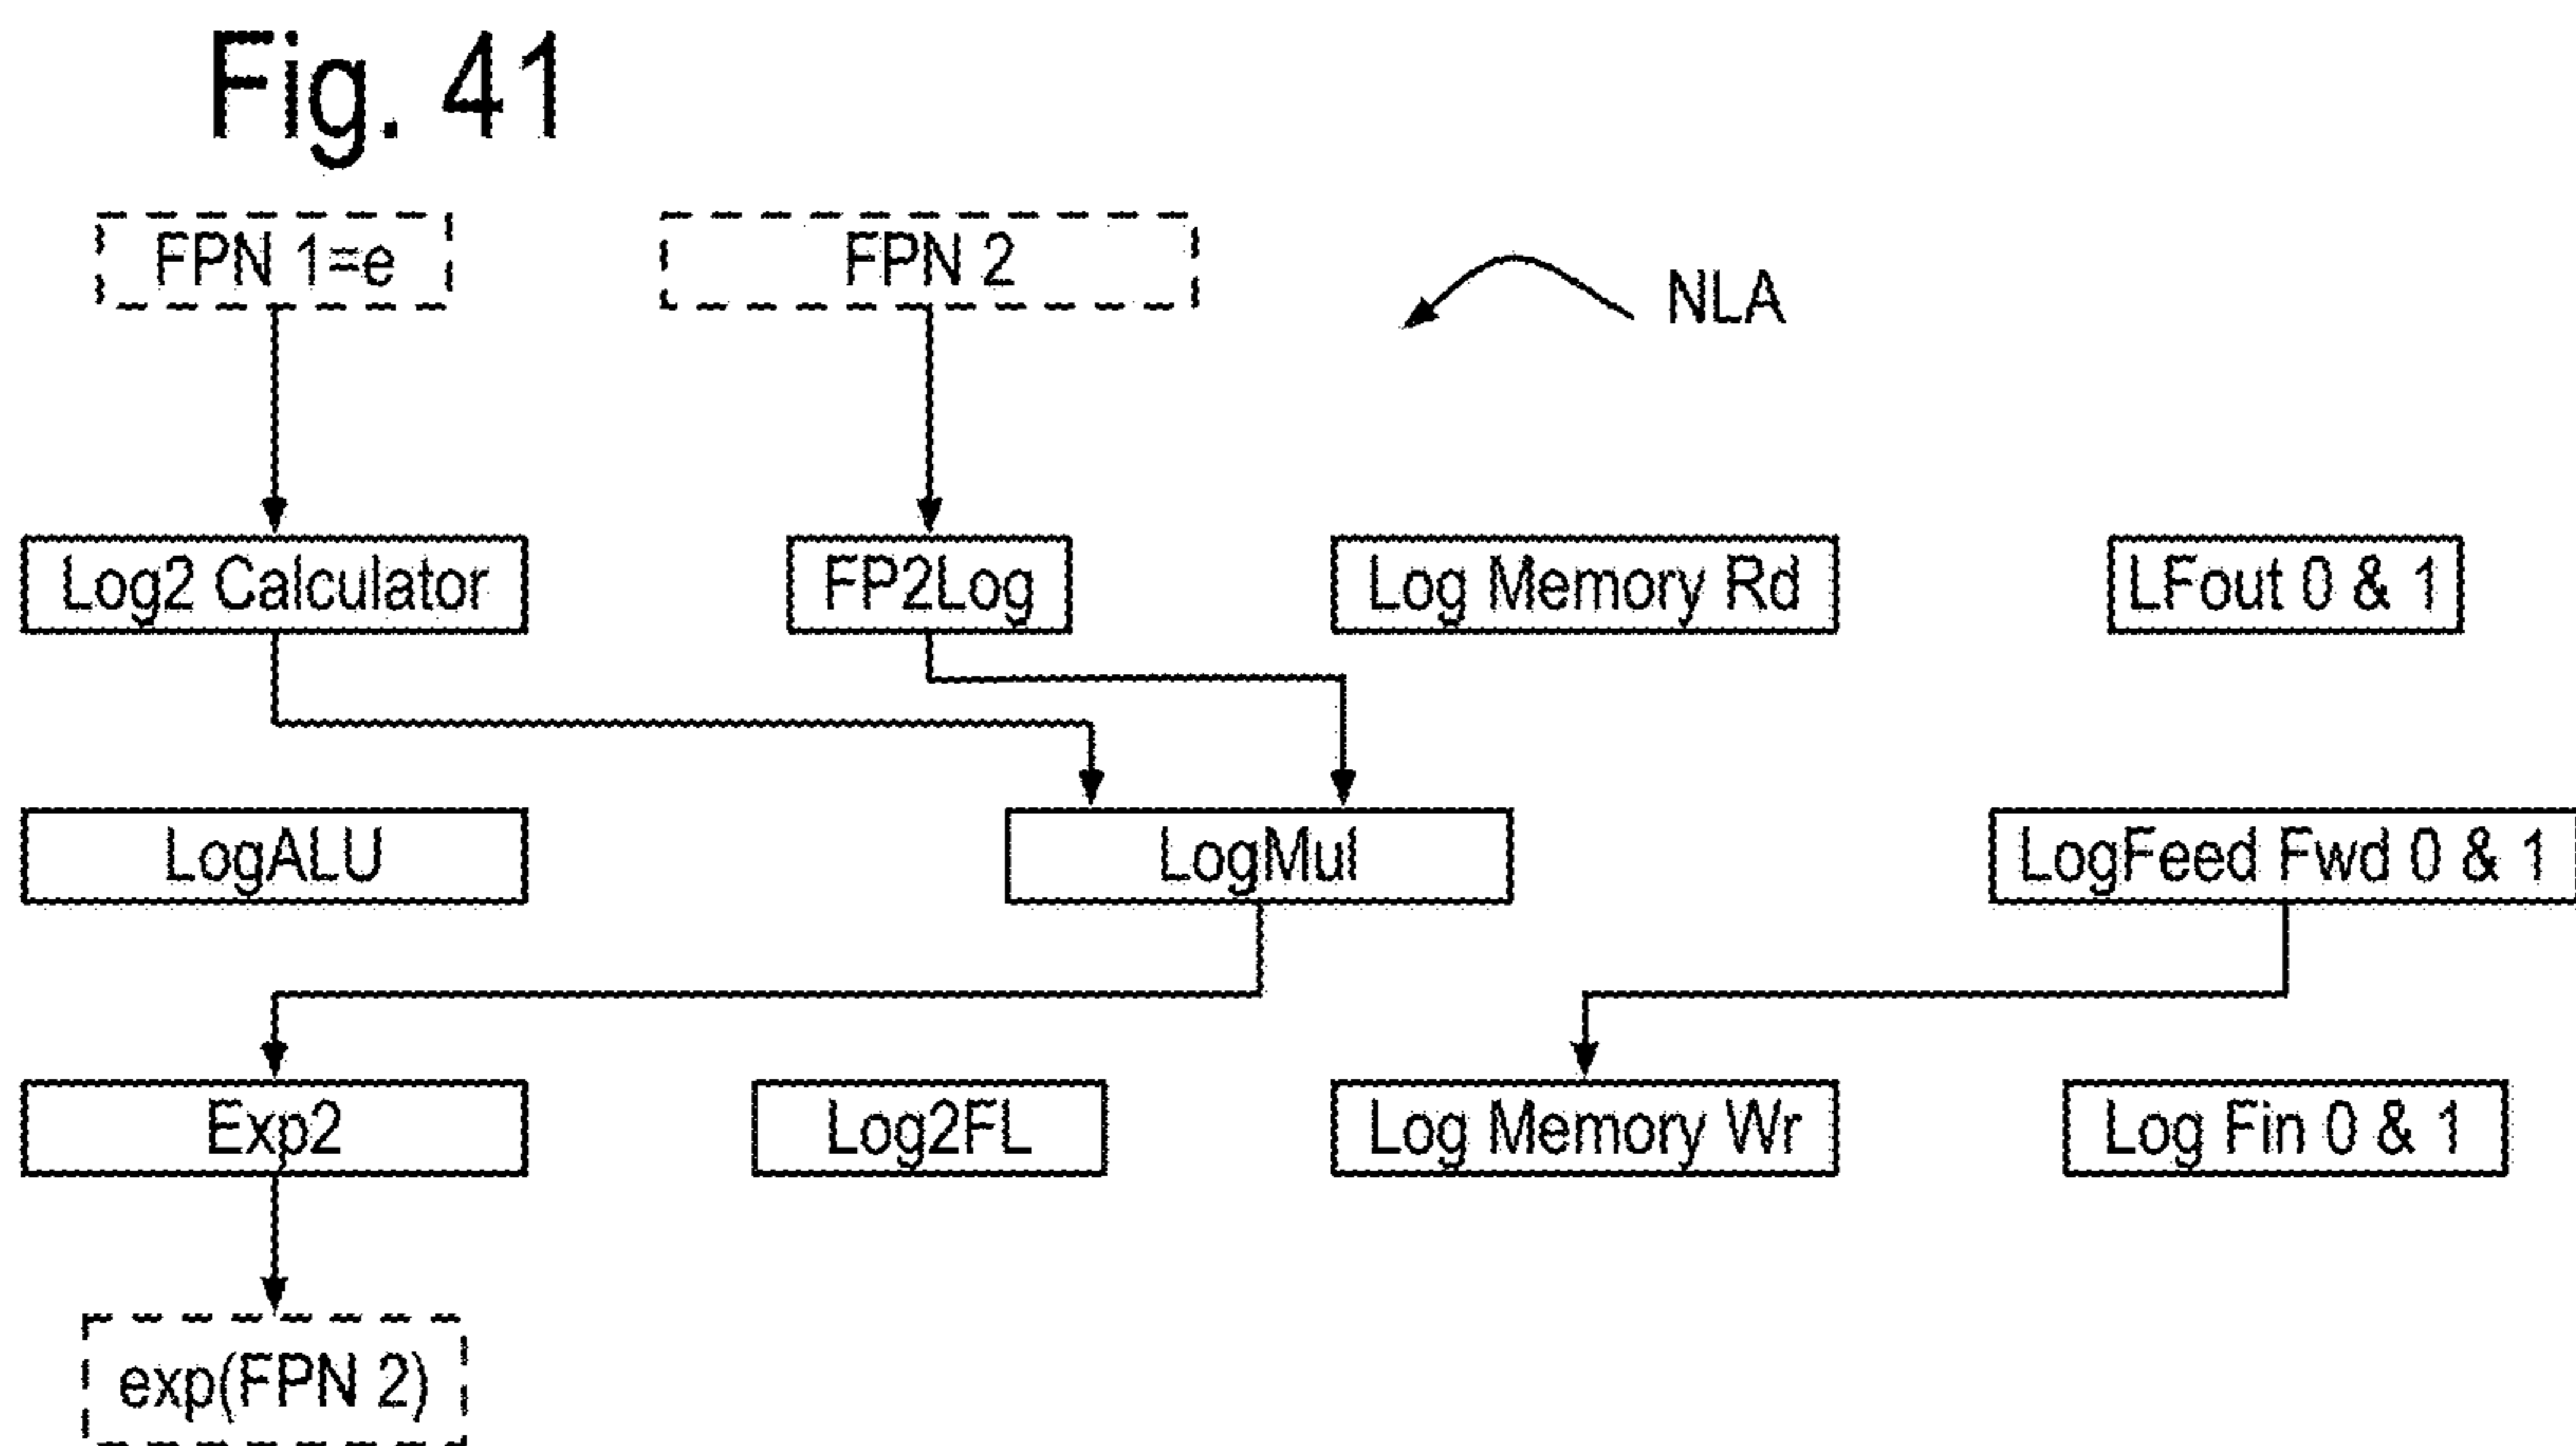 Fig. 41
FPN 1=e
FPN 2
NLA
Log2 Calculator
FP2Log
Log Memory Rd
LFout 0 & 1
LogALU
LogMul
LogFeed Fwd 0 & 1
Exp2
Log2FL
Log Memory Wr
Log Fin 0 & 1
exp(FPN 2)